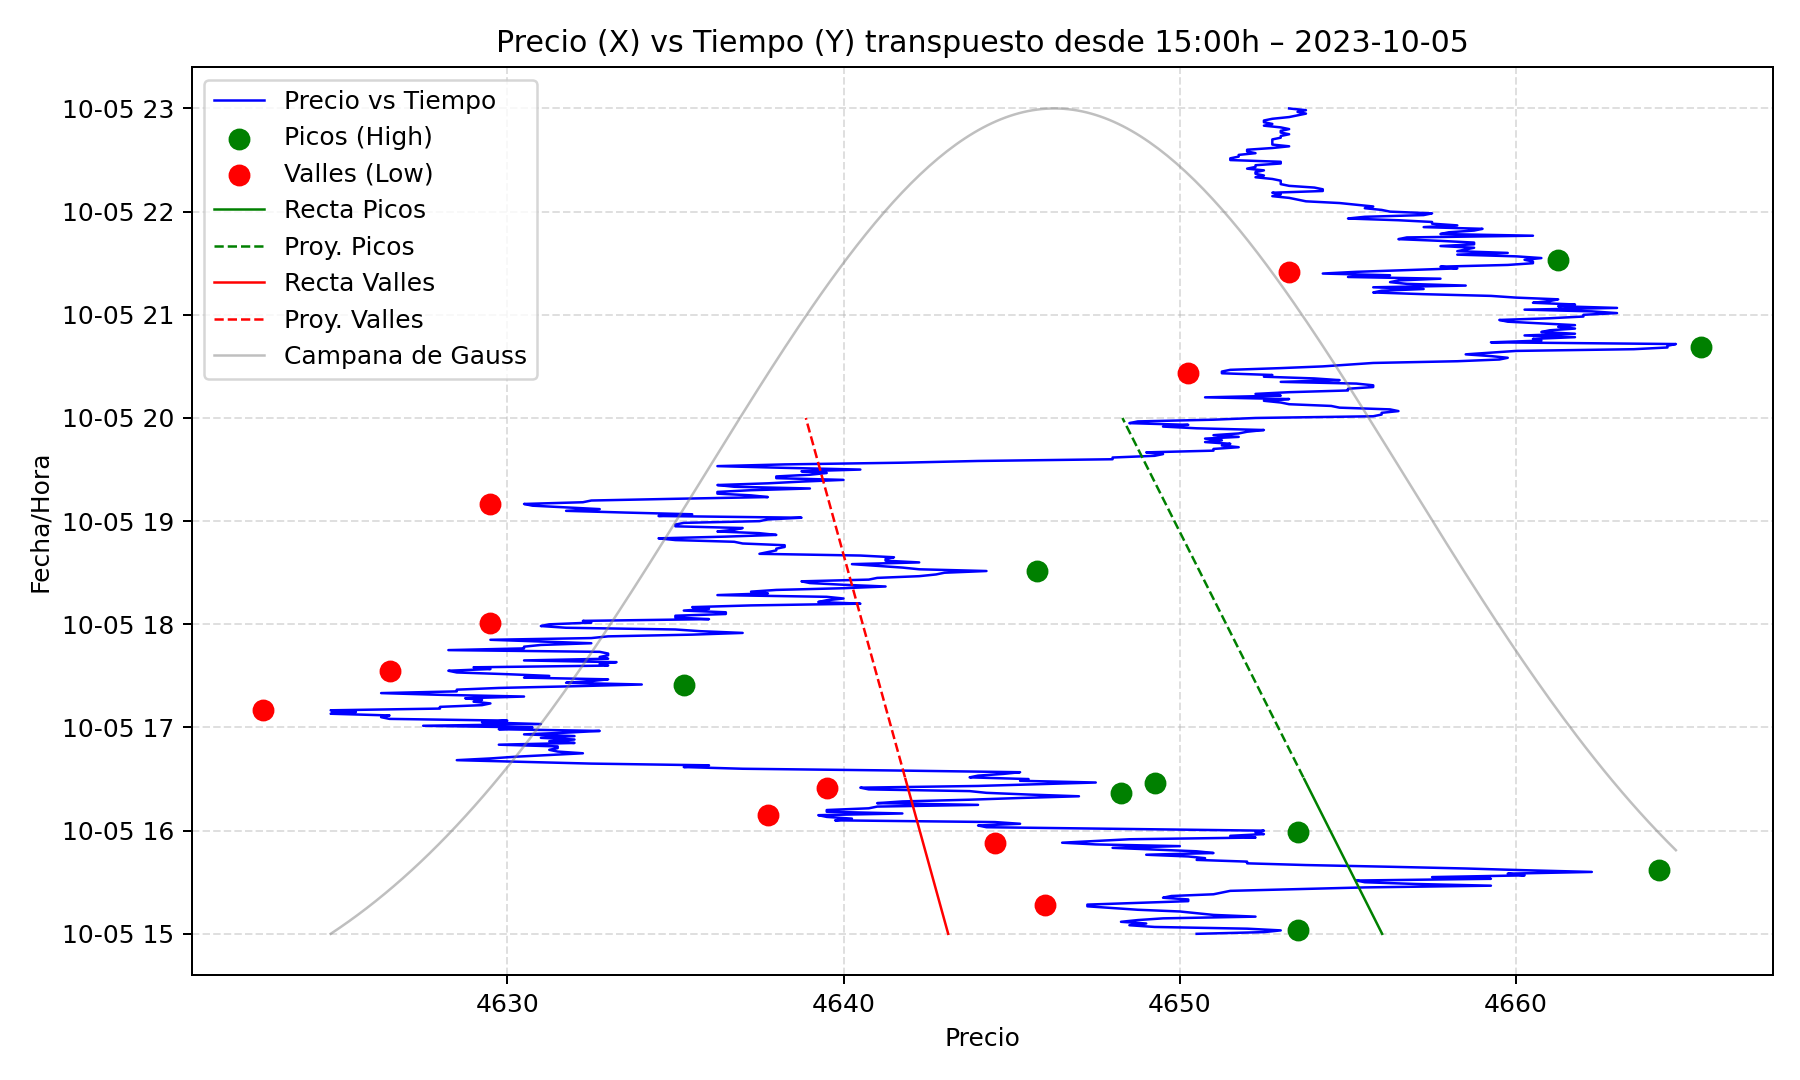 Precio (X) vs Tiempo (Y) transpuesto desde 15:00h – 2023-10-05
Precio vs Tiempo
Picos (High)
Valles (Low)
Recta Picos
Proy. Picos
Recta Valles
Proy. Valles
Campana de Gauss
Fecha/Hora
10-05 23
10-05 22
10-05 21
10-05 20
10-05 19
10-05 18
10-05 17
10-05 16
10-05 15
4630 4640 4650 4660
Precio